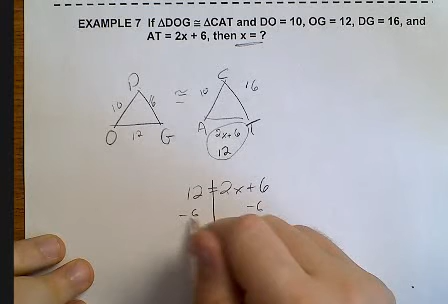 EXAMPLE 7 If ΔDOG ≅ ΔCAT and DO = 10, OG = 12, DG = 16, and
AT = 2x + 6, then x = ?
D ≅ C
10 16 10 16
O 12 G A 2x+6 T
12
12 = 2x + 6
-6 -6